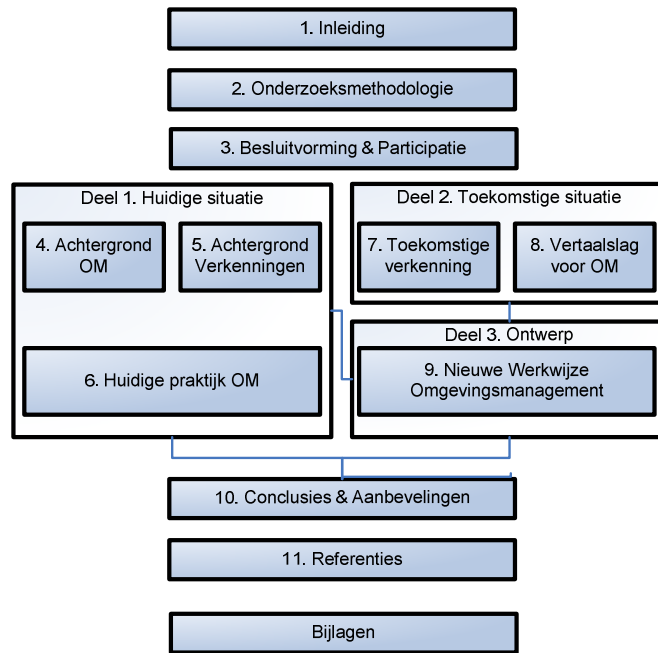 1. Inleiding
2. Onderzoeksmethodologie
3. Besluitvorming & Participatie
Deel 1. Huidige situatie
4. Achtergrond
OM
5. Achtergrond
Verkenningen
6. Huidige praktijk OM
Deel 2. Toekomstige situatie
7. Toekomstige
verkenning
8. Vertaalslag
voor OM
Deel 3. Ontwerp
9. Nieuwe Werkwijze
Omgevingsmanagement
10. Conclusies & Aanbevelingen
11. Referenties
Bijlagen